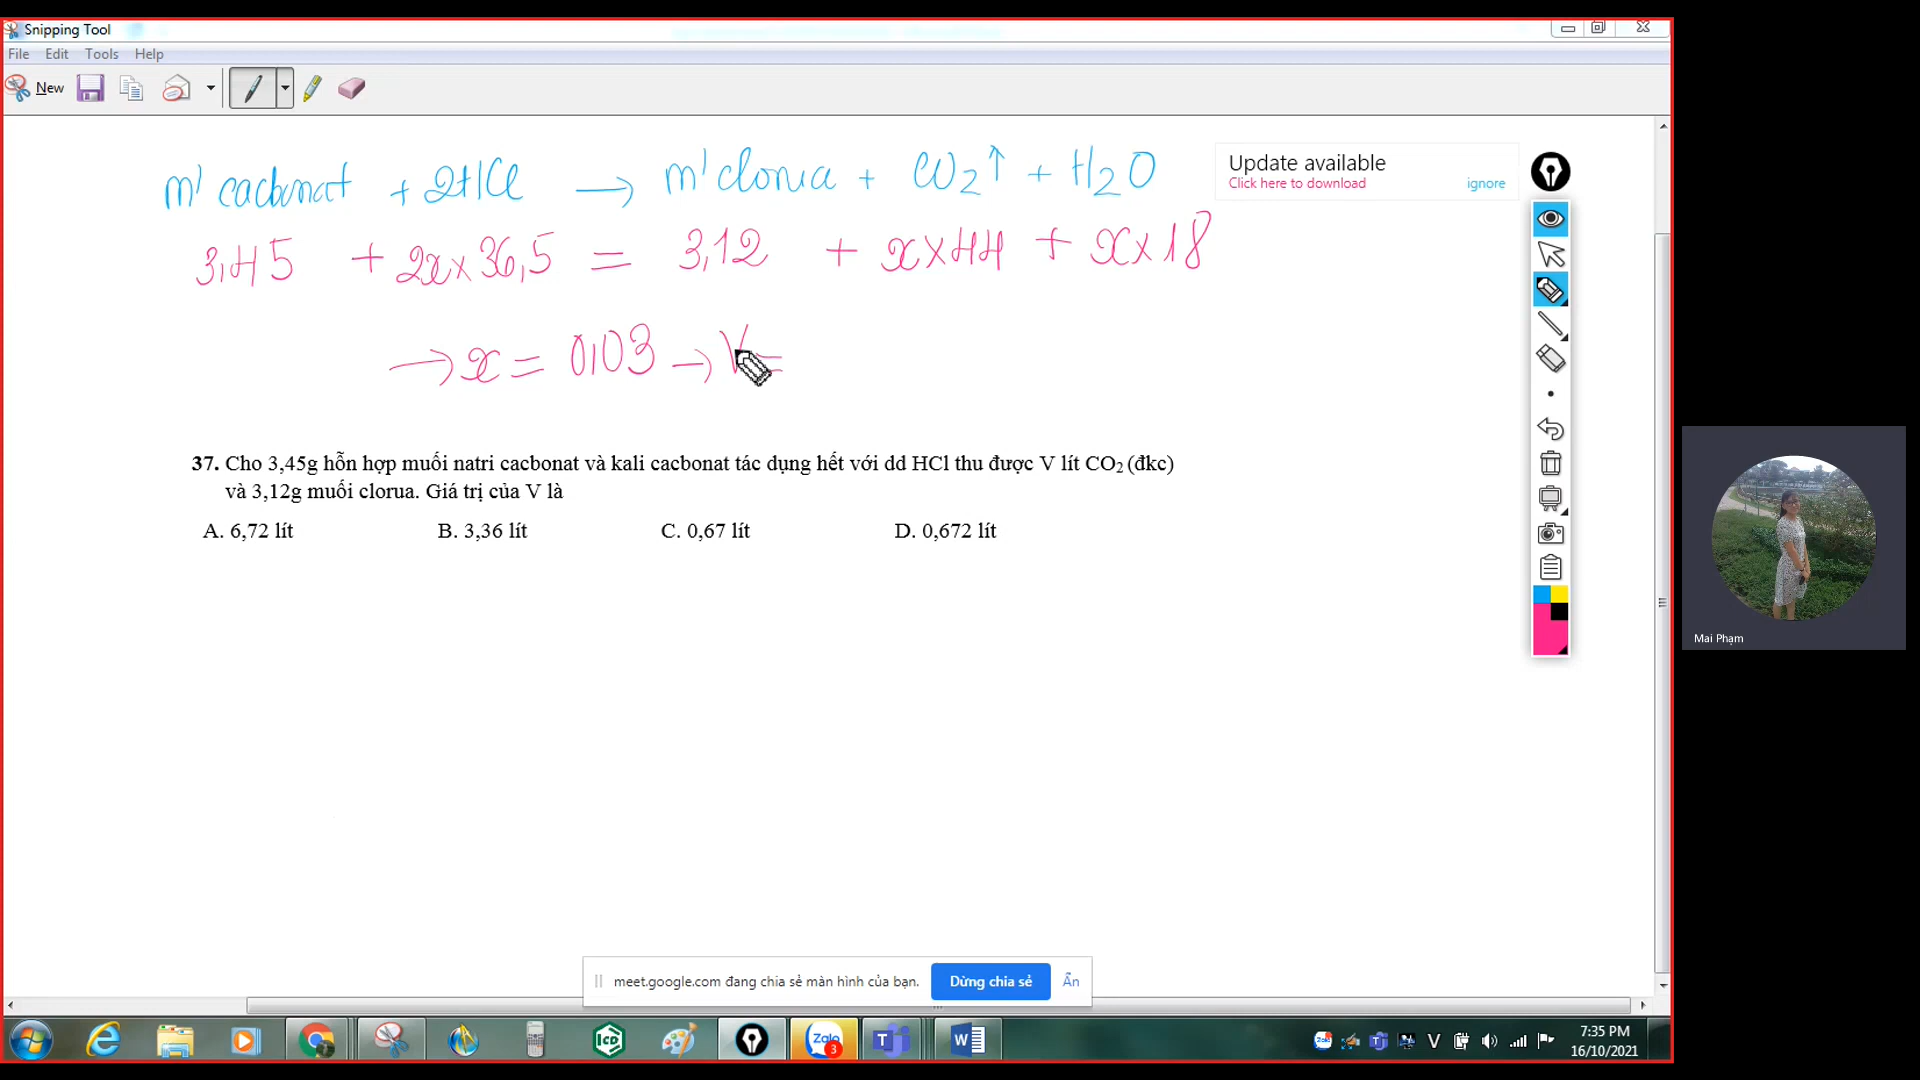 Snipping Tool
File Edit Tools Help
New
m' cacbonat + 2HCl → m' clorua + CO2↑ + H2O
Update available
Click here to download ignore
3,45 + 2x×36,5 = 3,12 + x×44 + x×18
→ x = 0,03 → V =
37. Cho 3,45g hỗn hợp muối natri cacbonat và kali cacbonat tác dụng hết với dd HCl thu được V lít CO2 (đkc)
và 3,12g muối clorua. Giá trị của V là
A. 6,72 lít B. 3,36 lít C. 0,67 lít D. 0,672 lít
Mai Phạm
meet.google.com đang chia sẻ màn hình của bạn. Dừng chia sẻ Ẩn
ICD
Zalo
3
Zalo
V
7:35 PM
16/10/2021